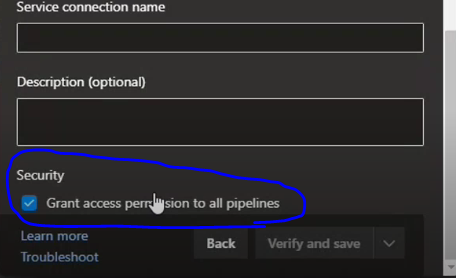 Service connection name
Description (optional)
Security
Grant access permission to all pipelines
Learn more
Troubleshoot
Back
Verify and save